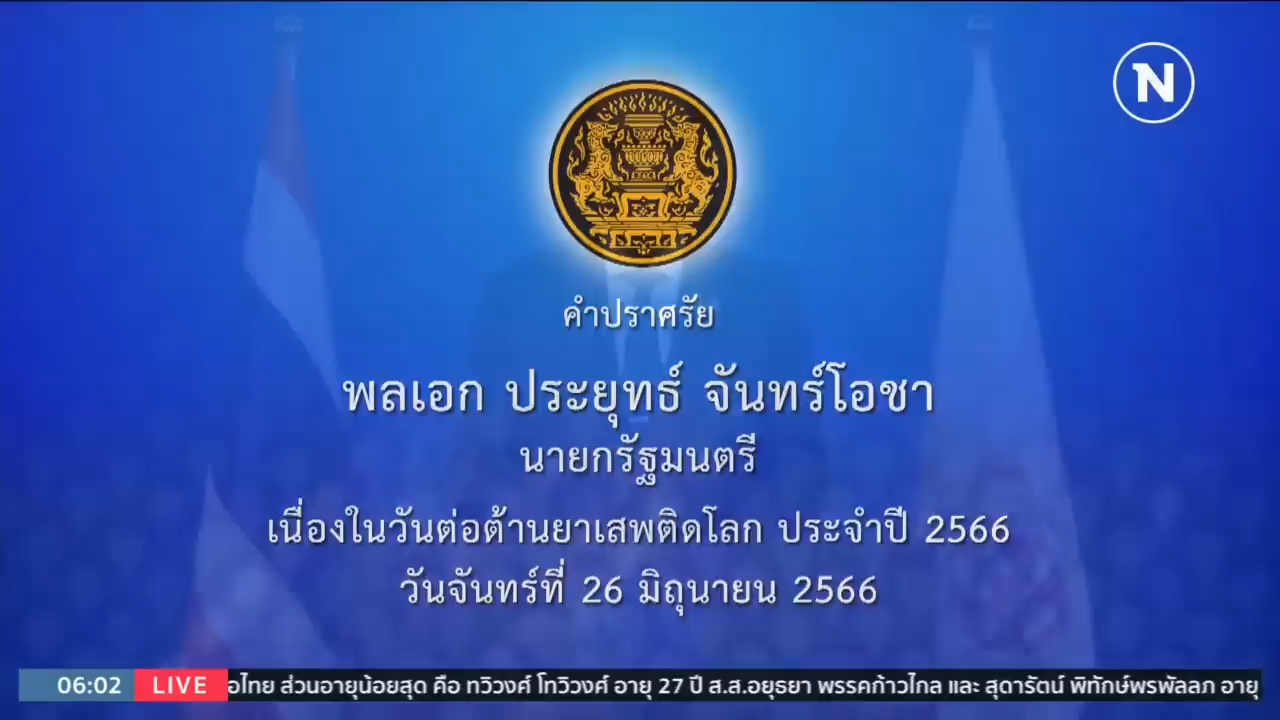 N
คำปราศรัย
พลเอก ประยุทธ์ จันทร์โอชา
นายกรัฐมนตรี
เนื่องในวันต่อต้านยาเสพติดโลก ประจำปี 2566
วันจันทร์ที่ 26 มิถุนายน 2566
06:02 LIVE อไทย ส่วนอายุน้อยสุด คือ ทวิวงศ์ โทวิวงศ์ อายุ 27 ปี ส.ส.อยุธยา พรรคก้าวไกล และ สุดารัตน์ พิทักษ์พรพัลลภ อายุ